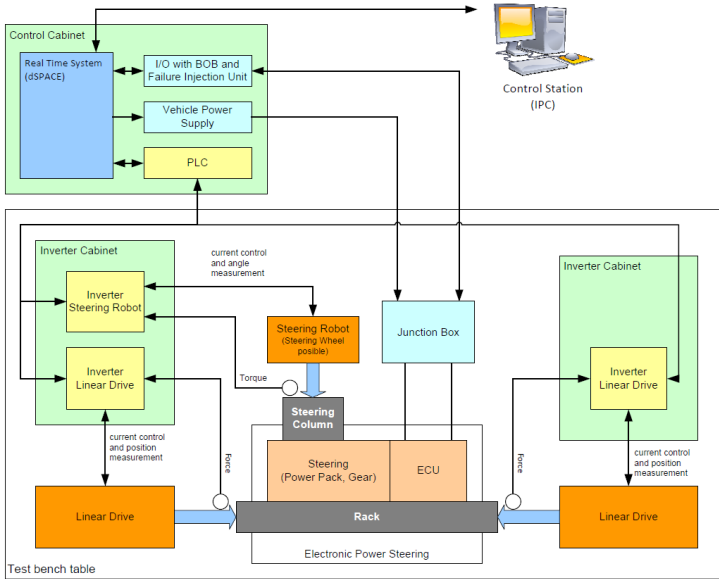 Control Cabinet
Real Time System
(dSPACE)
I/O with BOB and
Failure Injection Unit
Vehicle Power
Supply
PLC
Control Station
(IPC)
Inverter Cabinet
Inverter
Steering Robot
Inverter
Linear Drive
current control
and angle
measurement
Steering Robot
(Steering Wheel
posible)
Junction Box
Inverter Cabinet
Inverter
Linear Drive
Torque
Steering
Column
current control
and position
measurement
Force
Steering
(Power Pack, Gear)
ECU
Force
current control
and position
measurement
Linear Drive
Rack
Linear Drive
Electronic Power Steering
Test bench table